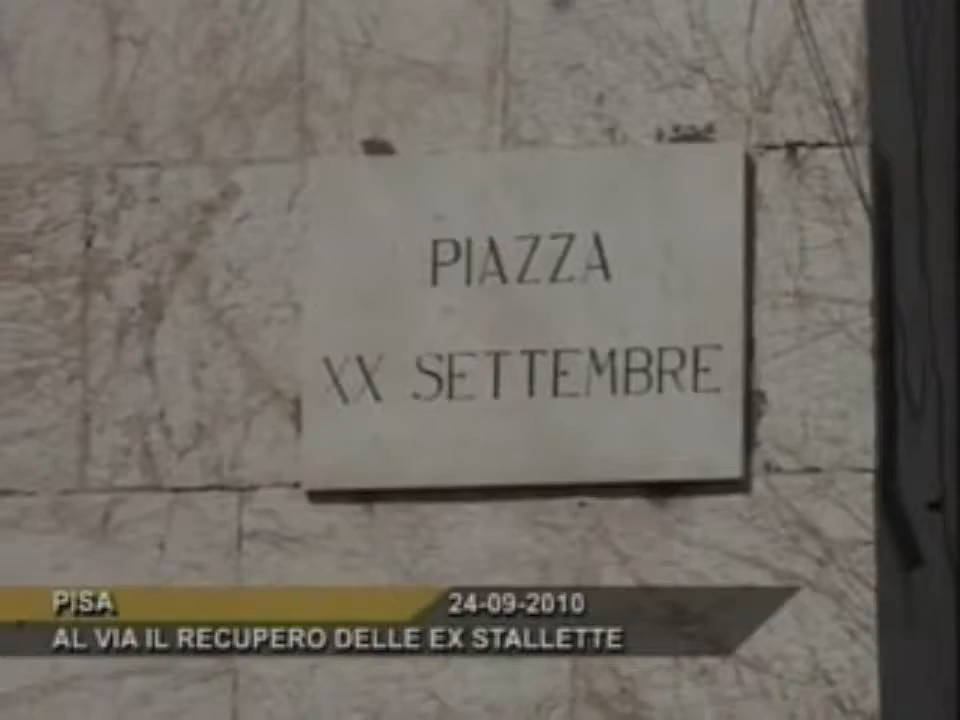 PIAZZA
XX SETTEMBRE
PISA
24-09-2010
AL VIA IL RECUPERO DELLE EX STALLETTE